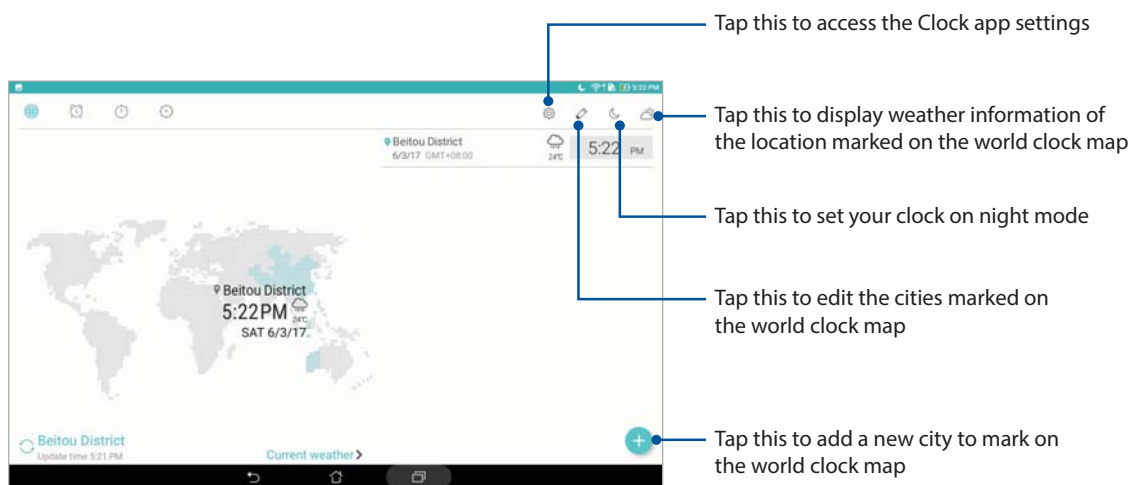 Tap this to access the Clock app settings
5:22 PM
Tap this to display weather information of
the location marked on the world clock map
Beitou District
6/3/17 GMT+08:00
24°C
5:22 PM
Tap this to set your clock on night mode
Beitou District
5:22PM
24°C
SAT 6/3/17
Tap this to edit the cities marked on
the world clock map
Beitou District
Update time 5:21 PM
Current weather
Tap this to add a new city to mark on
the world clock map